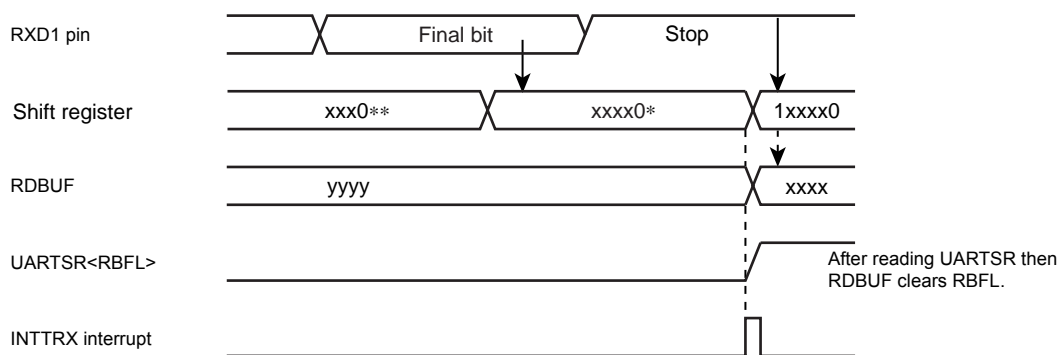 RXD1 pin Final bit Stop
Shift register xxx0** xxxx0* 1xxxx0
RDBUF yyyy xxxx
UARTSR<RBFL> After reading UARTSR then
RDBUF clears RBFL.
INTTRX interrupt